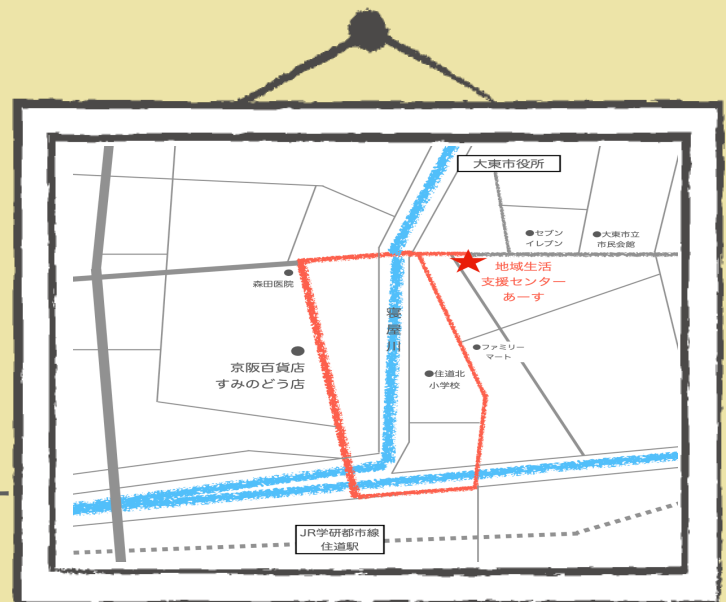 大東市役所
●セブン
イレブン
●大東市立
市民会館
地域生活
支援センター
あーす
森田医院
寝屋川
京阪百貨店
すみのどう店
●ファミリー
マート
●住道北
小学校
JR学研都市線
住道駅